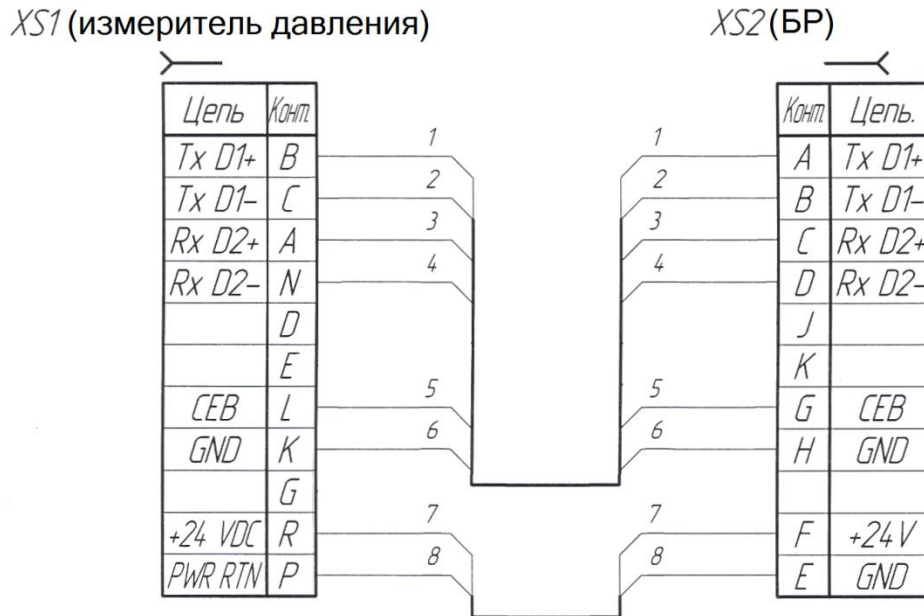 XS1 (измеритель давления)
XS2 (БР)
Цепь Конт.
Tx D1+ B
Tx D1- C
Rx D2+ A
Rx D2- N
D
E
CEB L
GND K
G
+24 VDC R
PWR RTN P
1
2
3
4
5
6
7
8
1
2
3
4
5
6
7
8
Конт. Цепь.
A Tx D1+
B Tx D1-
C Rx D2+
D Rx D2-
J
K
G CEB
H GND
F +24V
E GND